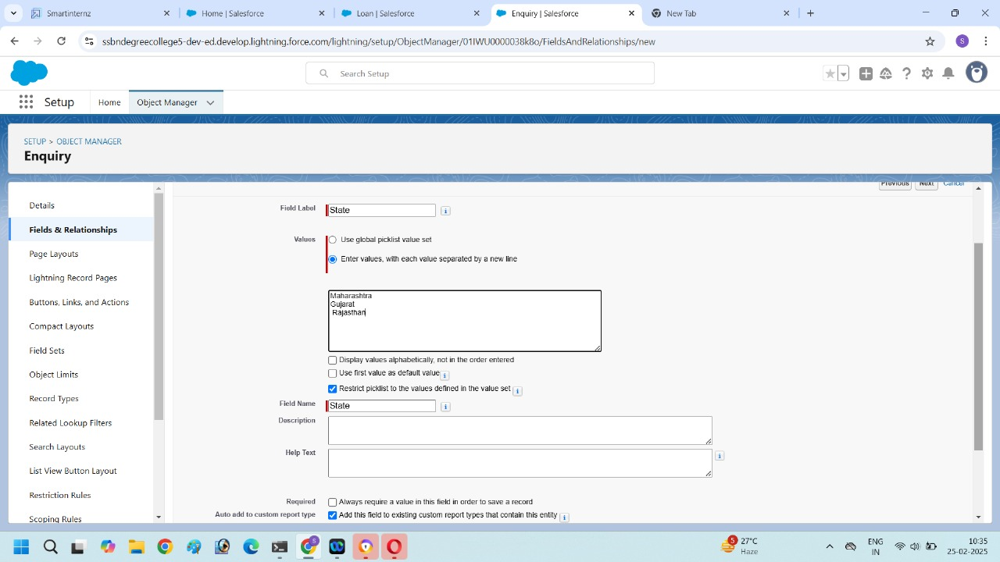 Smartinternz
Home | Salesforce
Loan | Salesforce
Enquiry | Salesforce
New Tab
ssbndegreecollege5-dev-ed.develop.lightning.force.com/lightning/setup/ObjectManager/01IWU0000038k8o/FieldsAndRelationships/new
S
Search Setup
Setup
Home
Object Manager
SETUP > OBJECT MANAGER
Enquiry
Details
Fields & Relationships
Page Layouts
Lightning Record Pages
Buttons, Links, and Actions
Compact Layouts
Field Sets
Object Limits
Record Types
Related Lookup Filters
Search Layouts
List View Button Layout
Restriction Rules
Scoping Rules
Previous Next Cancel
Field Label State
Values Use global picklist value set
Enter values, with each value separated by a new line
Maharashtra
Gujarat
Rajasthan
Display values alphabetically, not in the order entered
Use first value as default value
Restrict picklist to the values defined in the value set
Field Name State
Description
Help Text
Required Always require a value in this field in order to save a record
Auto add to custom report type Add this field to existing custom report types that contain this entity
S
5
27°C
Haze
ENG
IN
10:35
25-02-2025